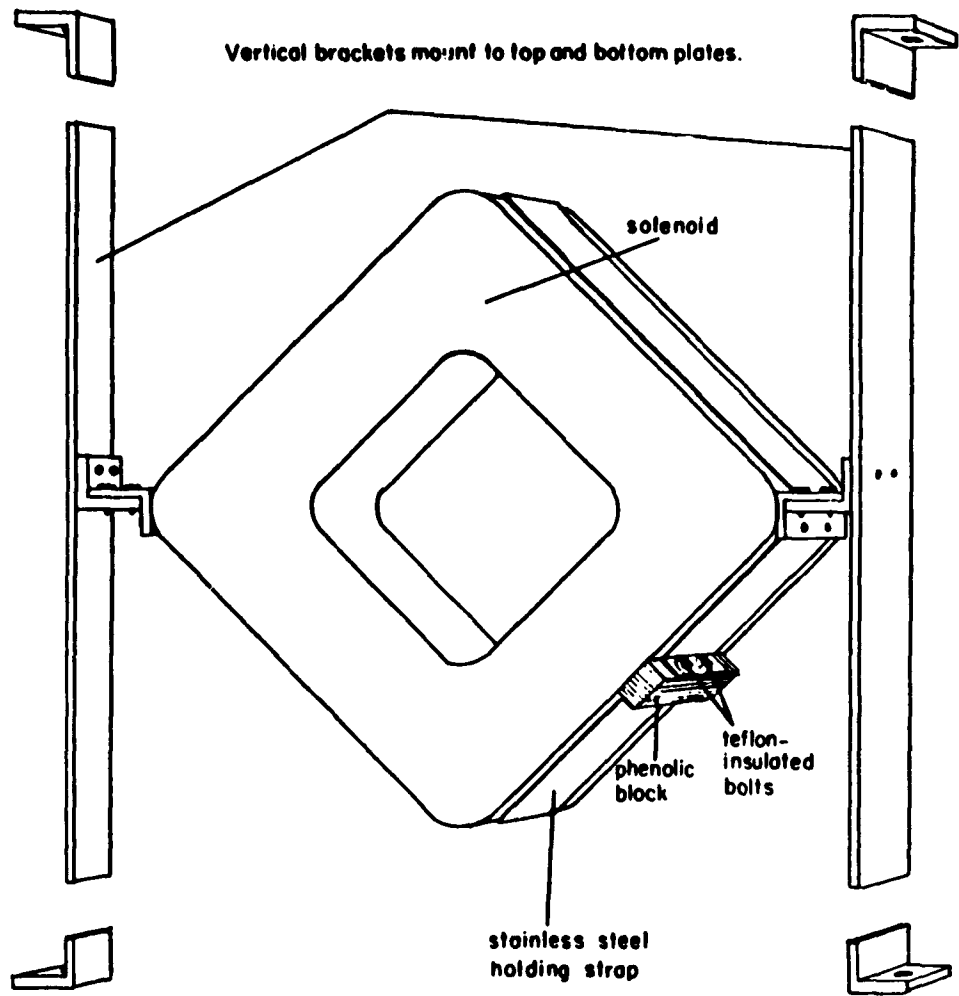 Vertical brackets mount to top and bottom plates.
solenoid
teflon-
insulated
bolts
phenolic
block
stainless steel
holding strap